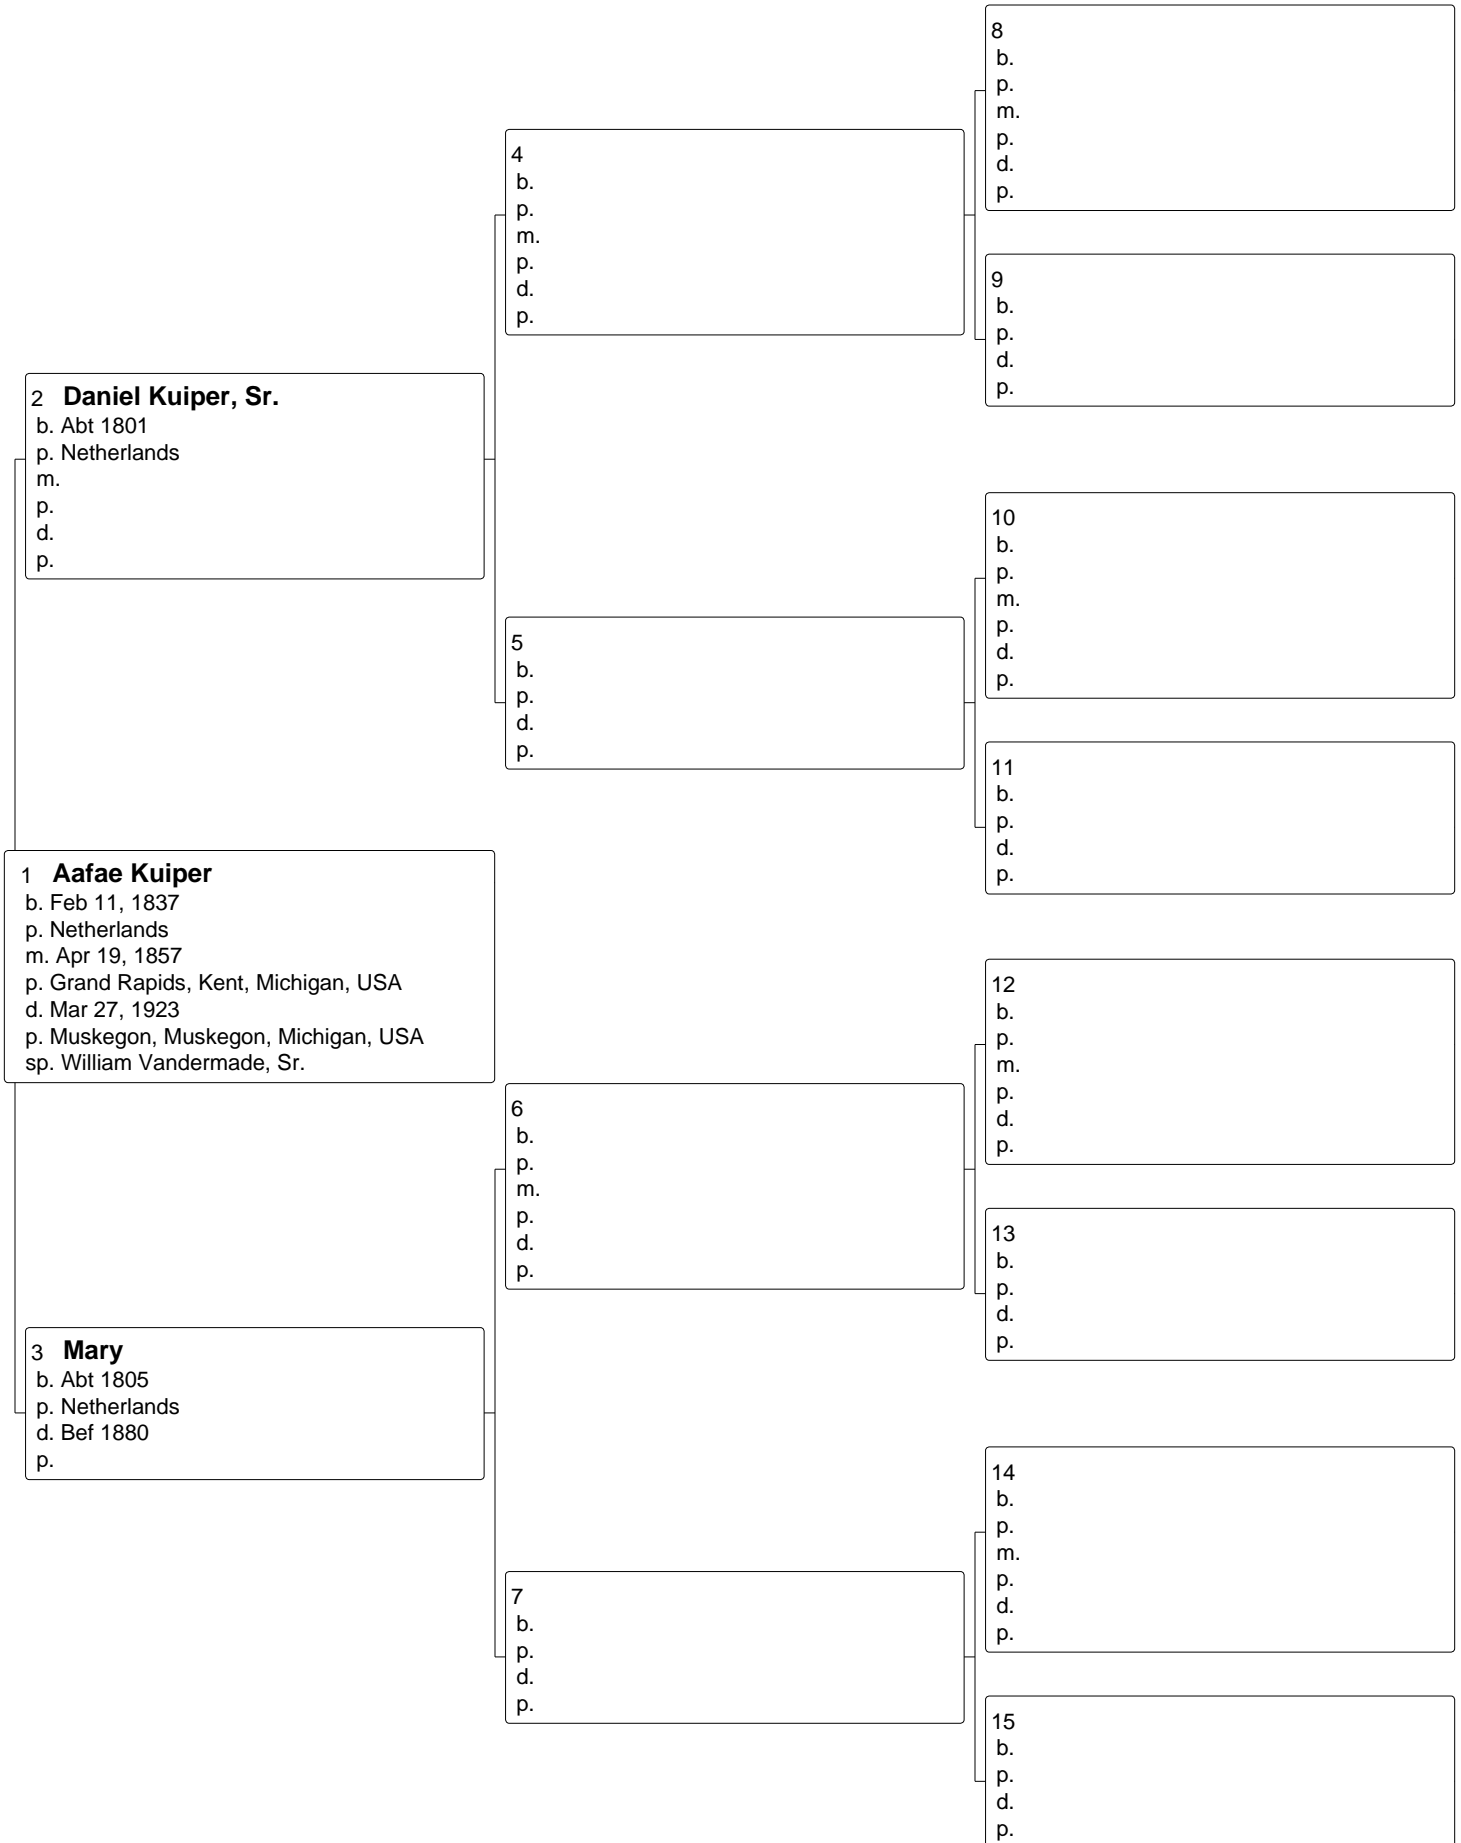 8
b.
p.
m.
p.
d.
p.
4
b.
p.
m.
p.
d.
p.
9
b.
p.
d.
p.
2 Daniel Kuiper, Sr.
b. Abt 1801
p. Netherlands
m.
p.
d.
p.
10
b.
p.
m.
p.
d.
p.
5
b.
p.
d.
p.
11
b.
p.
d.
p.
1 Aafae Kuiper
b. Feb 11, 1837
p. Netherlands
m. Apr 19, 1857
p. Grand Rapids, Kent, Michigan, USA
d. Mar 27, 1923
p. Muskegon, Muskegon, Michigan, USA
sp. William Vandermade, Sr.
12
b.
p.
m.
p.
d.
p.
6
b.
p.
m.
p.
d.
p.
13
b.
p.
d.
p.
3 Mary
b. Abt 1805
p. Netherlands
d. Bef 1880
p.
14
b.
p.
m.
p.
d.
p.
7
b.
p.
d.
p.
15
b.
p.
d.
p.